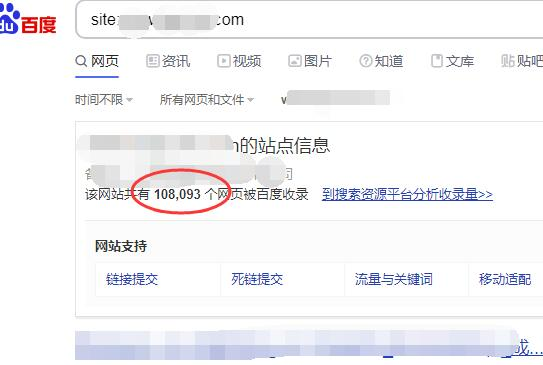 du百度
site: .com
网页 资讯 视频 图片 知道 文库 贴吧
时间不限 所有网页和文件 w
n的站点信息
该网站共有 108,093 个网页被百度收录 到搜索资源平台分析收录量>>
网站支持
链接提交 死链提交 流量与关键词 移动适配
成...